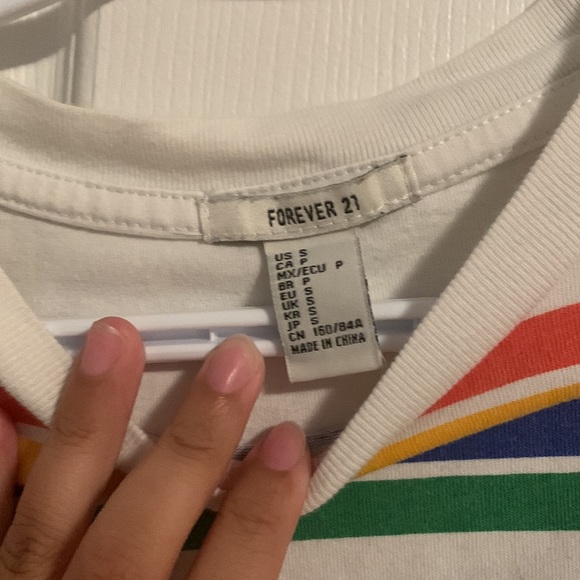 FOREVER 21
US S
CA P
MX/ECU P
BR P
EU S
UK S
KR S
JP S
CN 160/84A
MADE IN CHINA